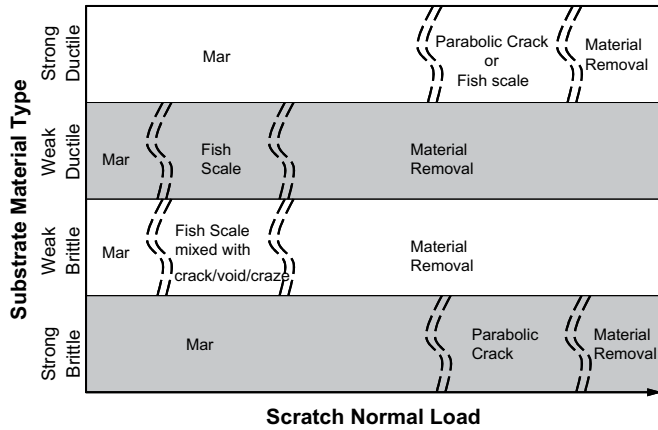 Substrate Material Type
Strong
Ductile
Mar
Parabolic Crack
or
Fish scale
Material
Removal
Weak
Ductile
Mar
Fish
Scale
Material
Removal
Weak
Brittle
Mar
Fish Scale
mixed with
crack/void/craze
Material
Removal
Strong
Brittle
Mar
Parabolic
Crack
Material
Removal
Scratch Normal Load